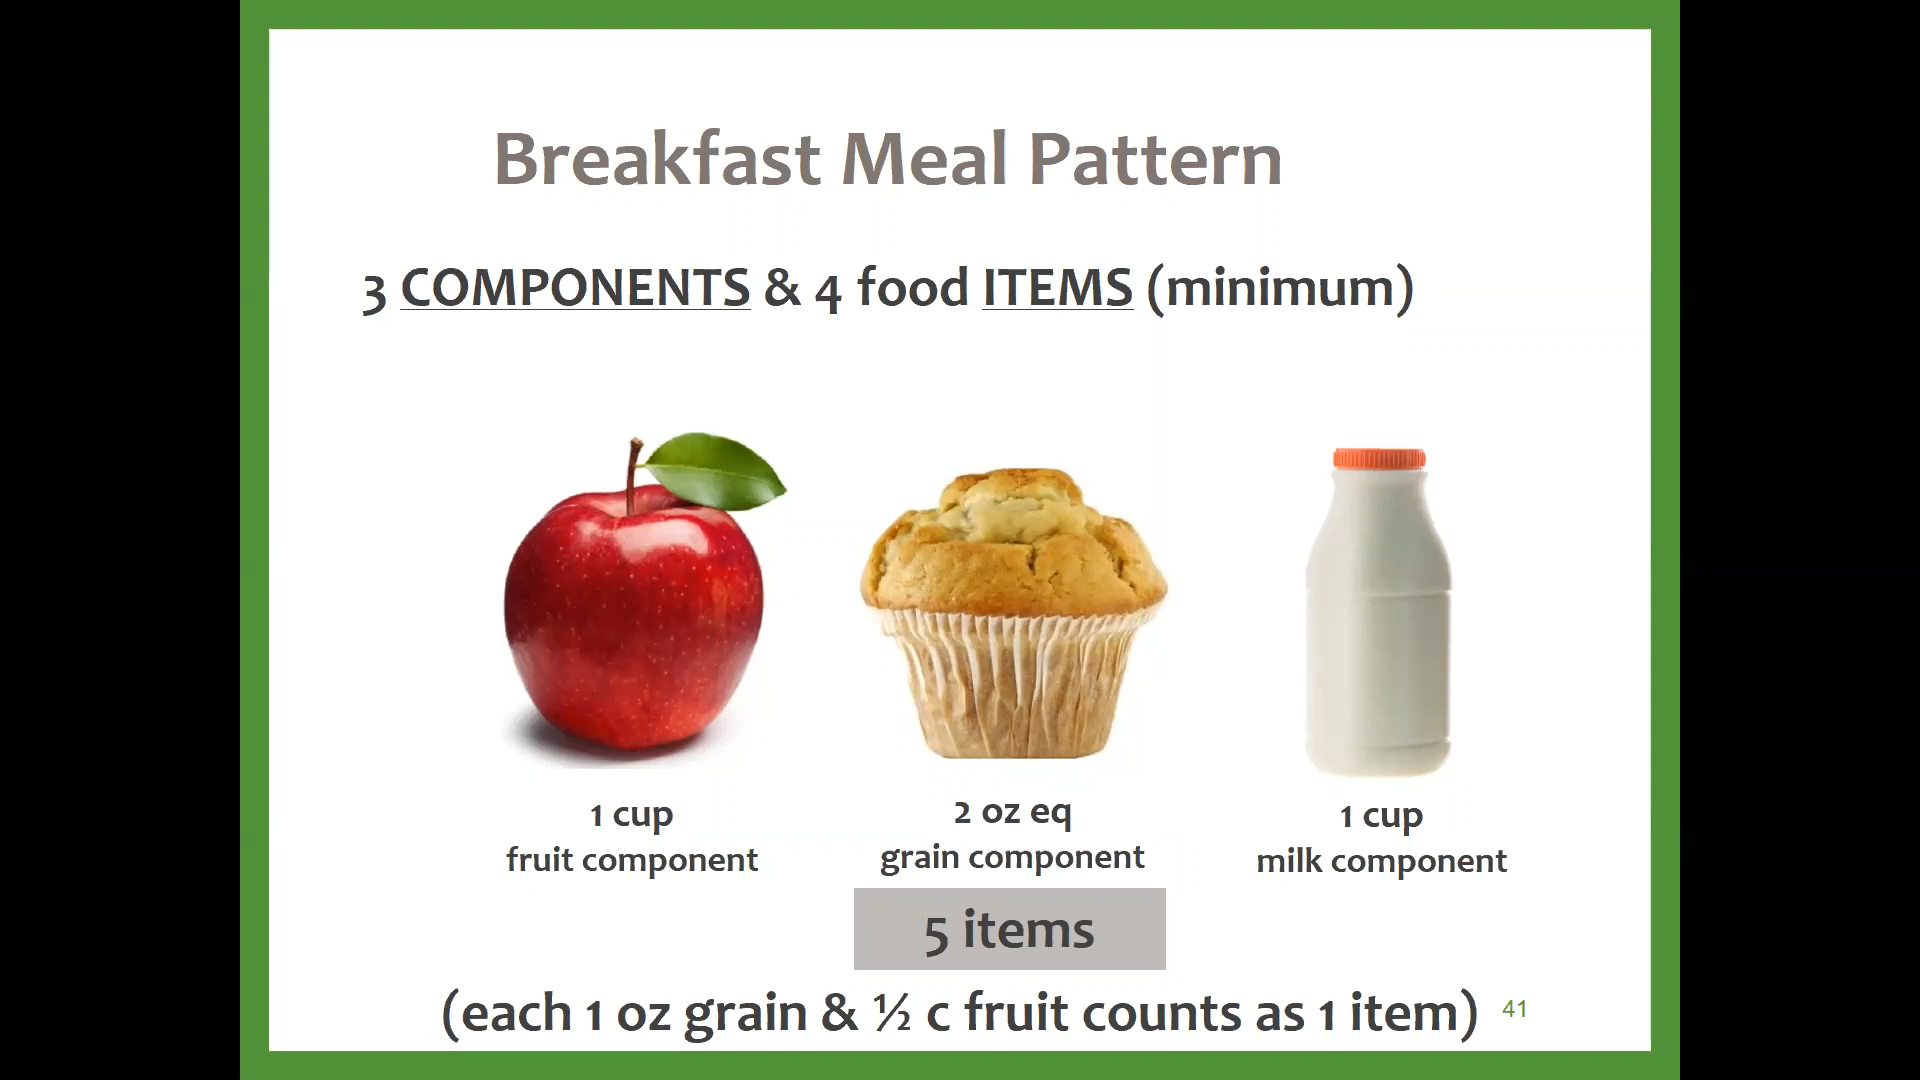 Breakfast Meal Pattern
3 COMPONENTS & 4 food ITEMS (minimum)
1 cup
fruit component
2 oz eq
grain component
1 cup
milk component
5 items
(each 1 oz grain & ½ c fruit counts as 1 item)
41